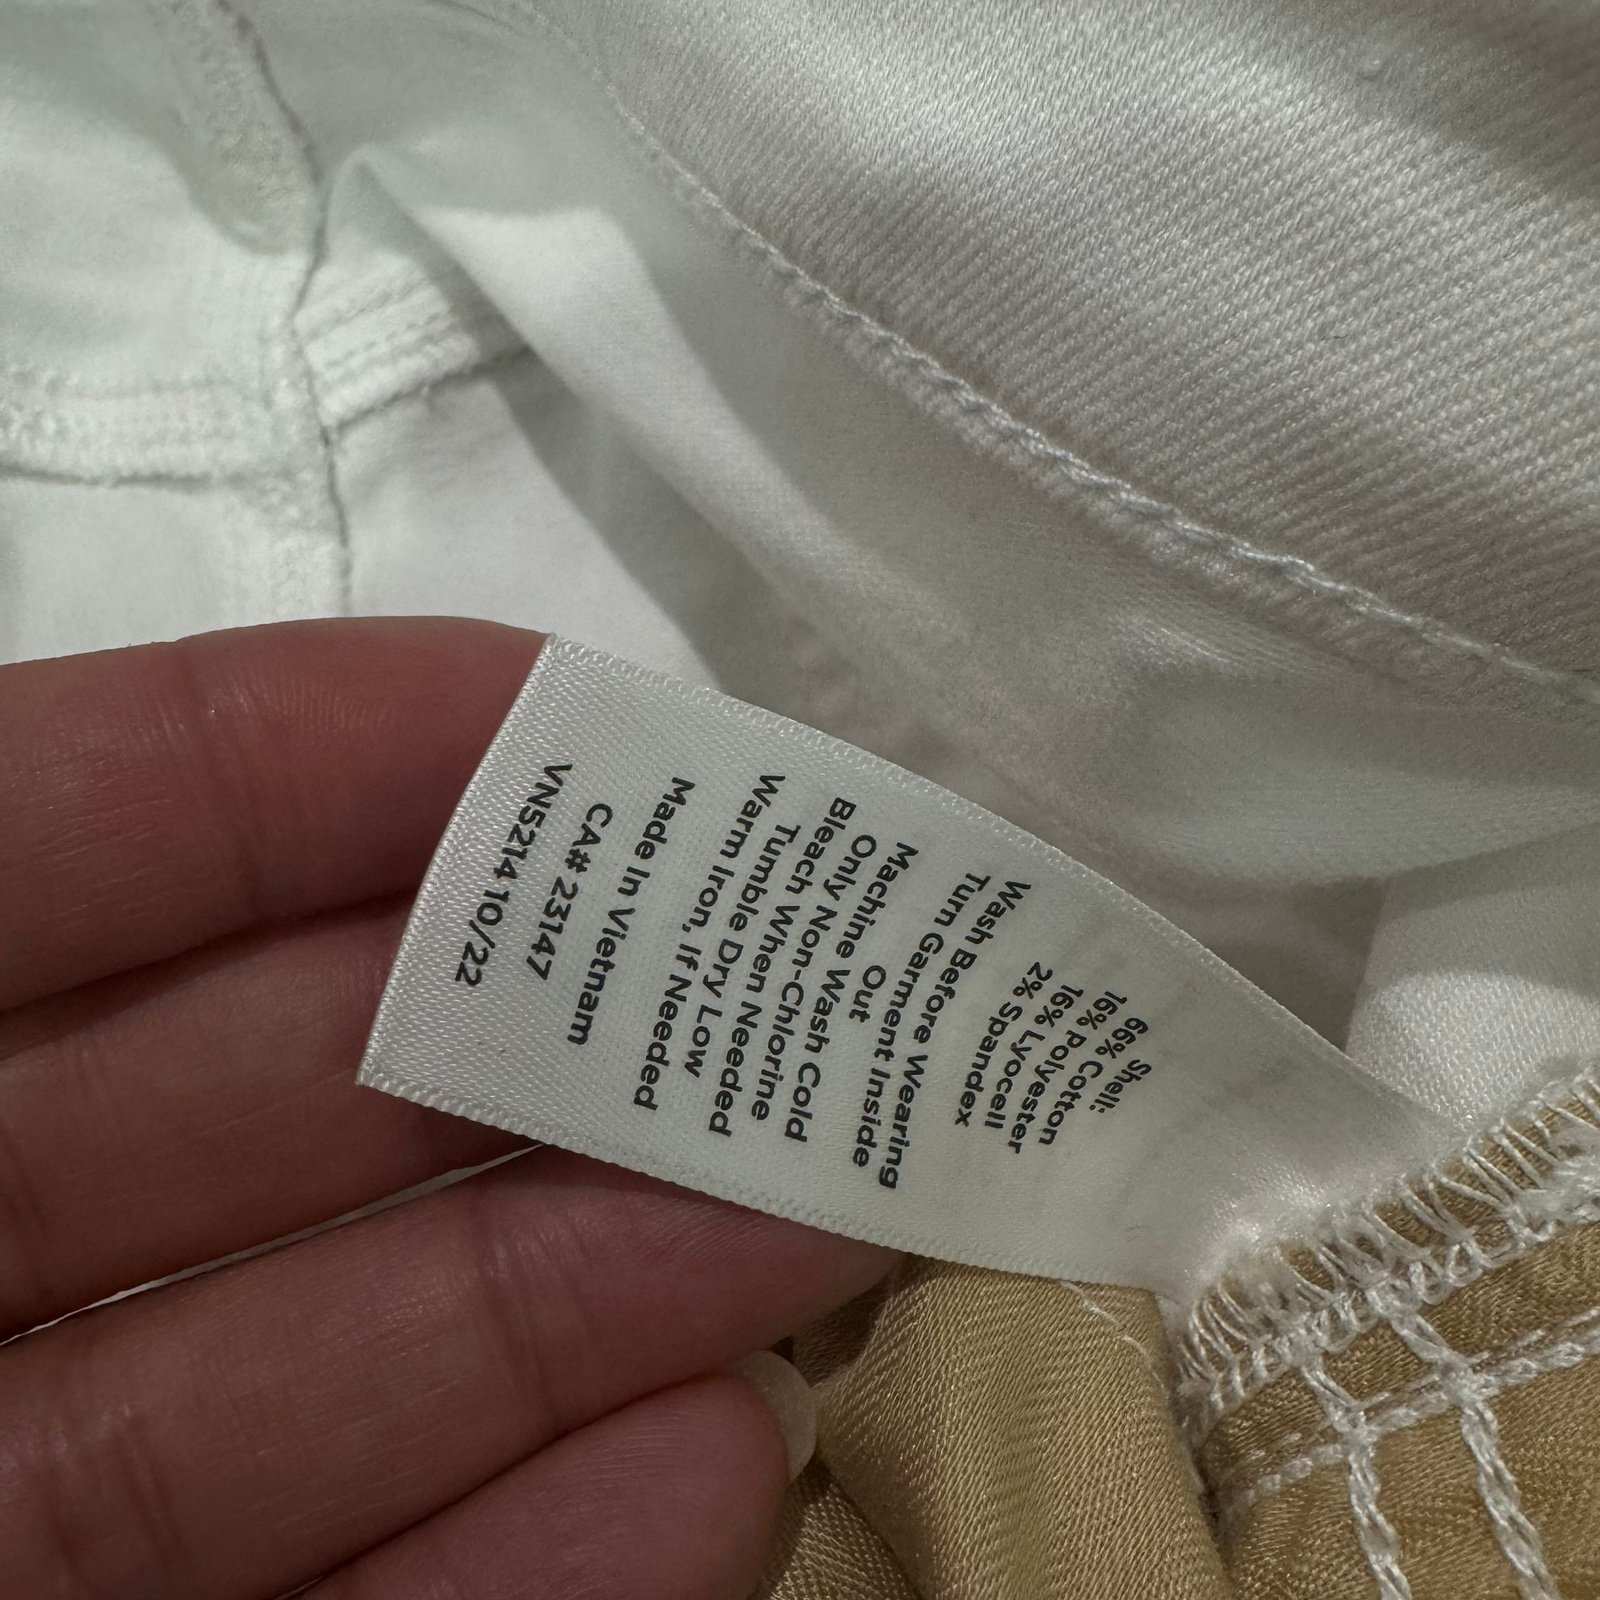 Shell:
66% Cotton
16% Polyester
16% Lyocell
2% Spandex
Wash Before Wearing
Turn Garment Inside
Out
Machine Wash Cold
Only Non-Chlorine
Bleach When Needed
Tumble Dry Low
Warm Iron, If Needed
Made In Vietnam
CA# 23147
VN5214 10/22